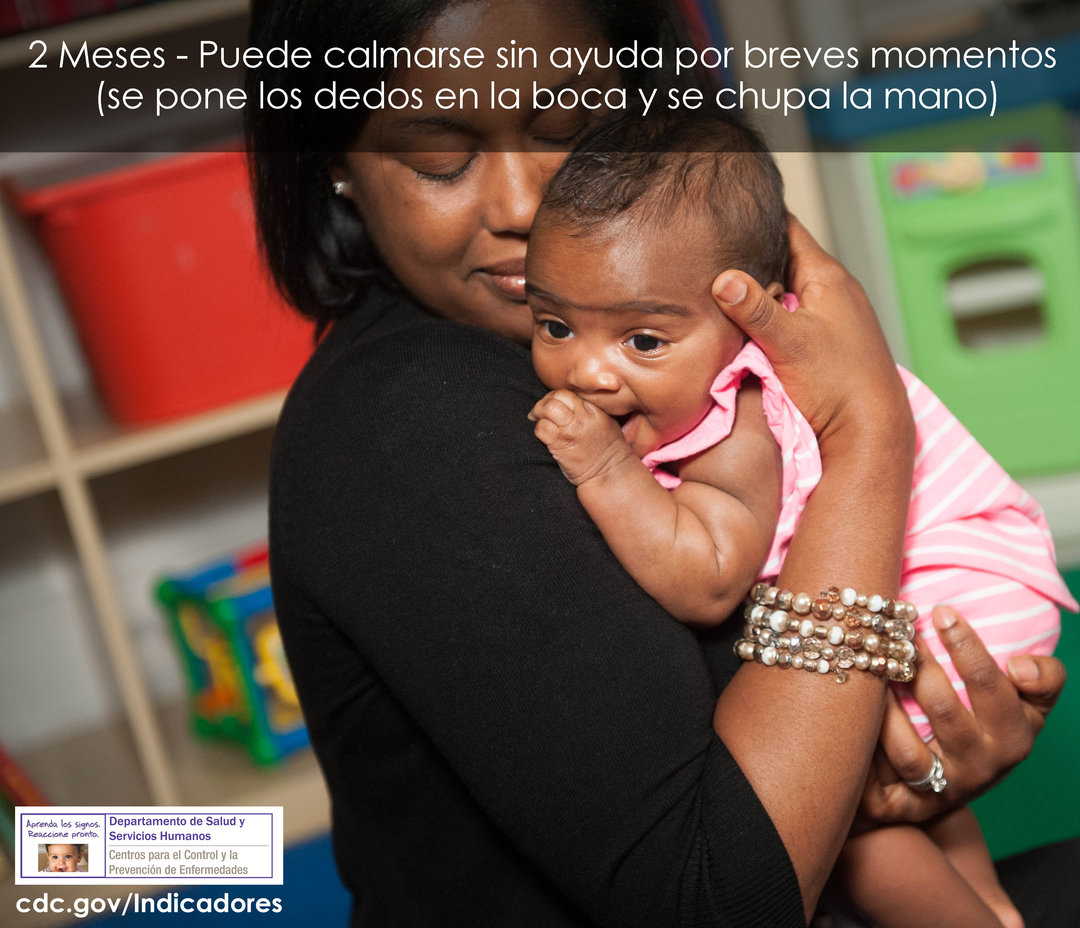 2 Meses - Puede calmarse sin ayuda por breves momentos
(se pone los dedos en la boca y se chupa la mano)
Aprenda los signos.
Reaccione pronto.
Departamento de Salud y
Servicios Humanos
Centros para el Control y la
Prevención de Enfermedades
cdc.gov/Indicadores